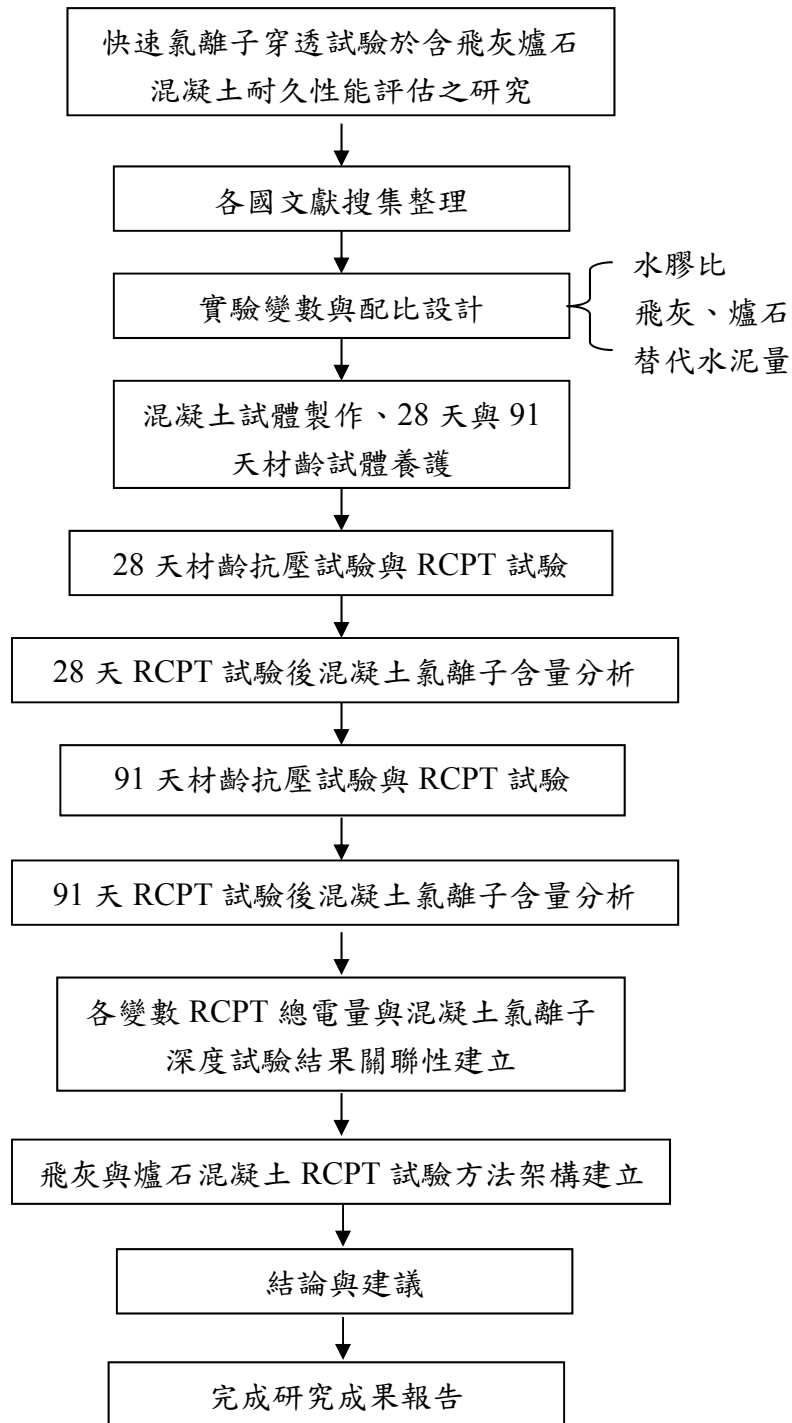 快速氯離子穿透試驗於含飛灰爐石
混凝土耐久性能評估之研究
各國文獻搜集整理
實驗變數與配比設計
水膠比
飛灰、爐石
替代水泥量
混凝土試體製作、28 天與 91
天材齡試體養護
28 天材齡抗壓試驗與 RCPT 試驗
28 天 RCPT 試驗後混凝土氯離子含量分析
91 天材齡抗壓試驗與 RCPT 試驗
91 天 RCPT 試驗後混凝土氯離子含量分析
各變數 RCPT 總電量與混凝土氯離子
深度試驗結果關聯性建立
飛灰與爐石混凝土 RCPT 試驗方法架構建立
結論與建議
完成研究成果報告